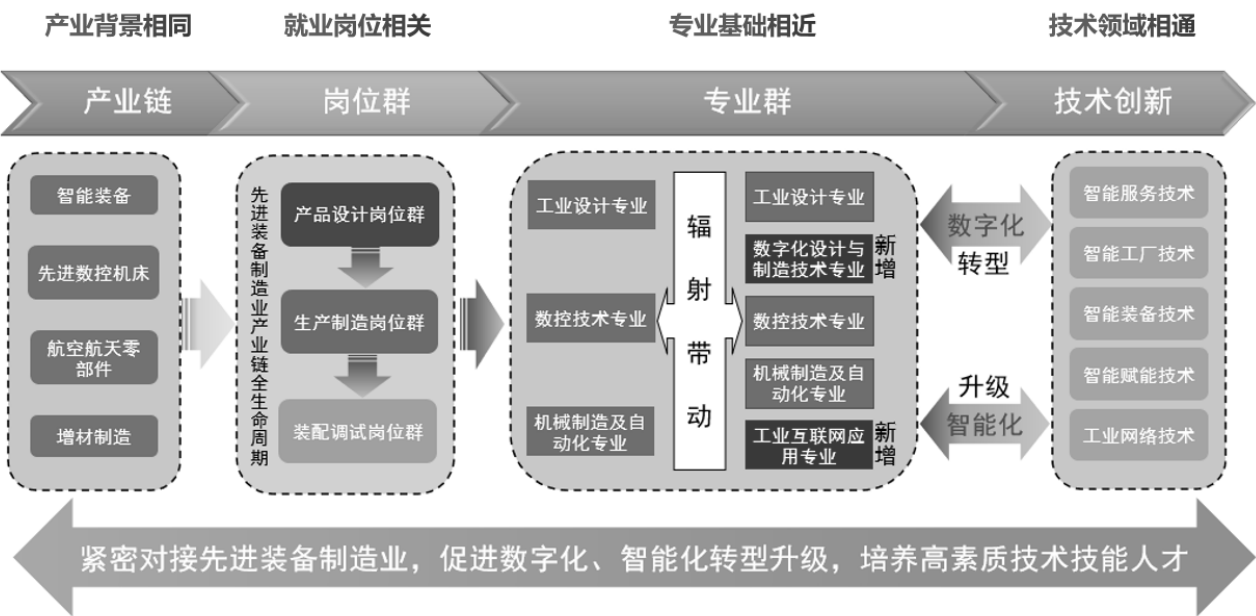 产业背景相同
就业岗位相关
专业基础相近
技术领域相通
产业链
岗位群
专业群
技术创新
智能装备
先进数控机床
航空航天零
部件
增材制造
先进装备制造业产业链全生命周期
产品设计岗位群
生产制造岗位群
装配调试岗位群
工业设计专业
数控技术专业
机械制造及自
动化专业
辐射带动
工业设计专业
数字化设计与
制造技术专业
新增
数控技术专业
机械制造及自
动化专业
工业互联网应
用专业
新增
数字化
转型
升级
智能化
智能服务技术
智能工厂技术
智能装备技术
智能赋能技术
工业网络技术
紧密对接先进装备制造业，促进数字化、智能化转型升级，培养高素质技术技能人才